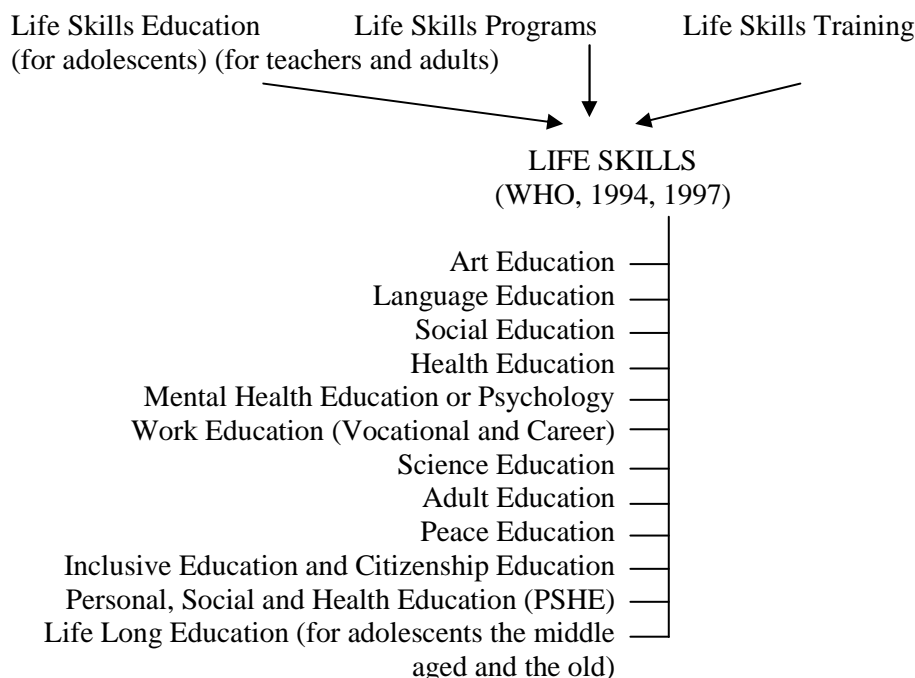 Life Skills Education Life Skills Programs Life Skills Training
(for adolescents) (for teachers and adults)
LIFE SKILLS
(WHO, 1994, 1997)
Art Education
Language Education
Social Education
Health Education
Mental Health Education or Psychology
Work Education (Vocational and Career)
Science Education
Adult Education
Peace Education
Inclusive Education and Citizenship Education
Personal, Social and Health Education (PSHE)
Life Long Education (for adolescents the middle
aged and the old)